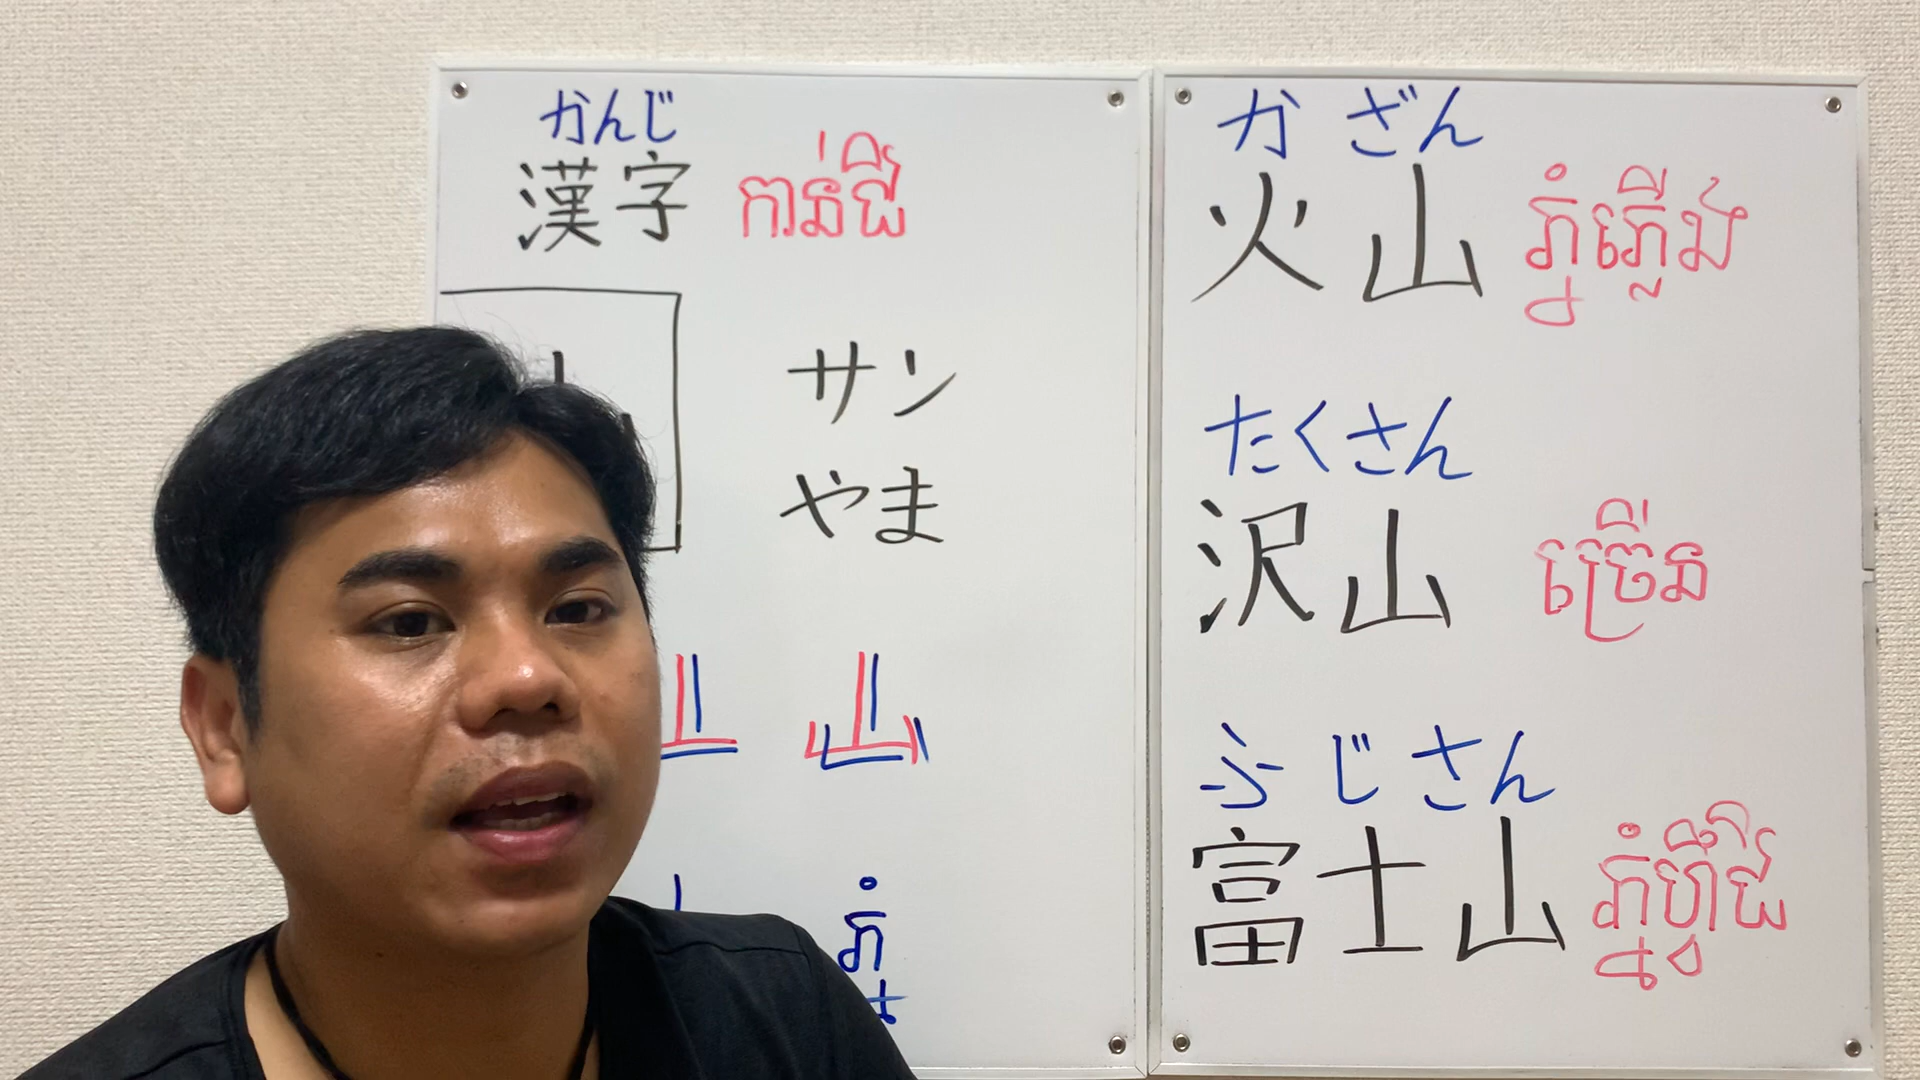 かんじ
漢字 កាន់ជិ
サン
やま
山
ភ្នំ
かざん
火山 ភ្នំភ្លើង
たくさん
沢山 ច្រើន
ふじさん
富士山 ភ្នំហ្វឺជិ